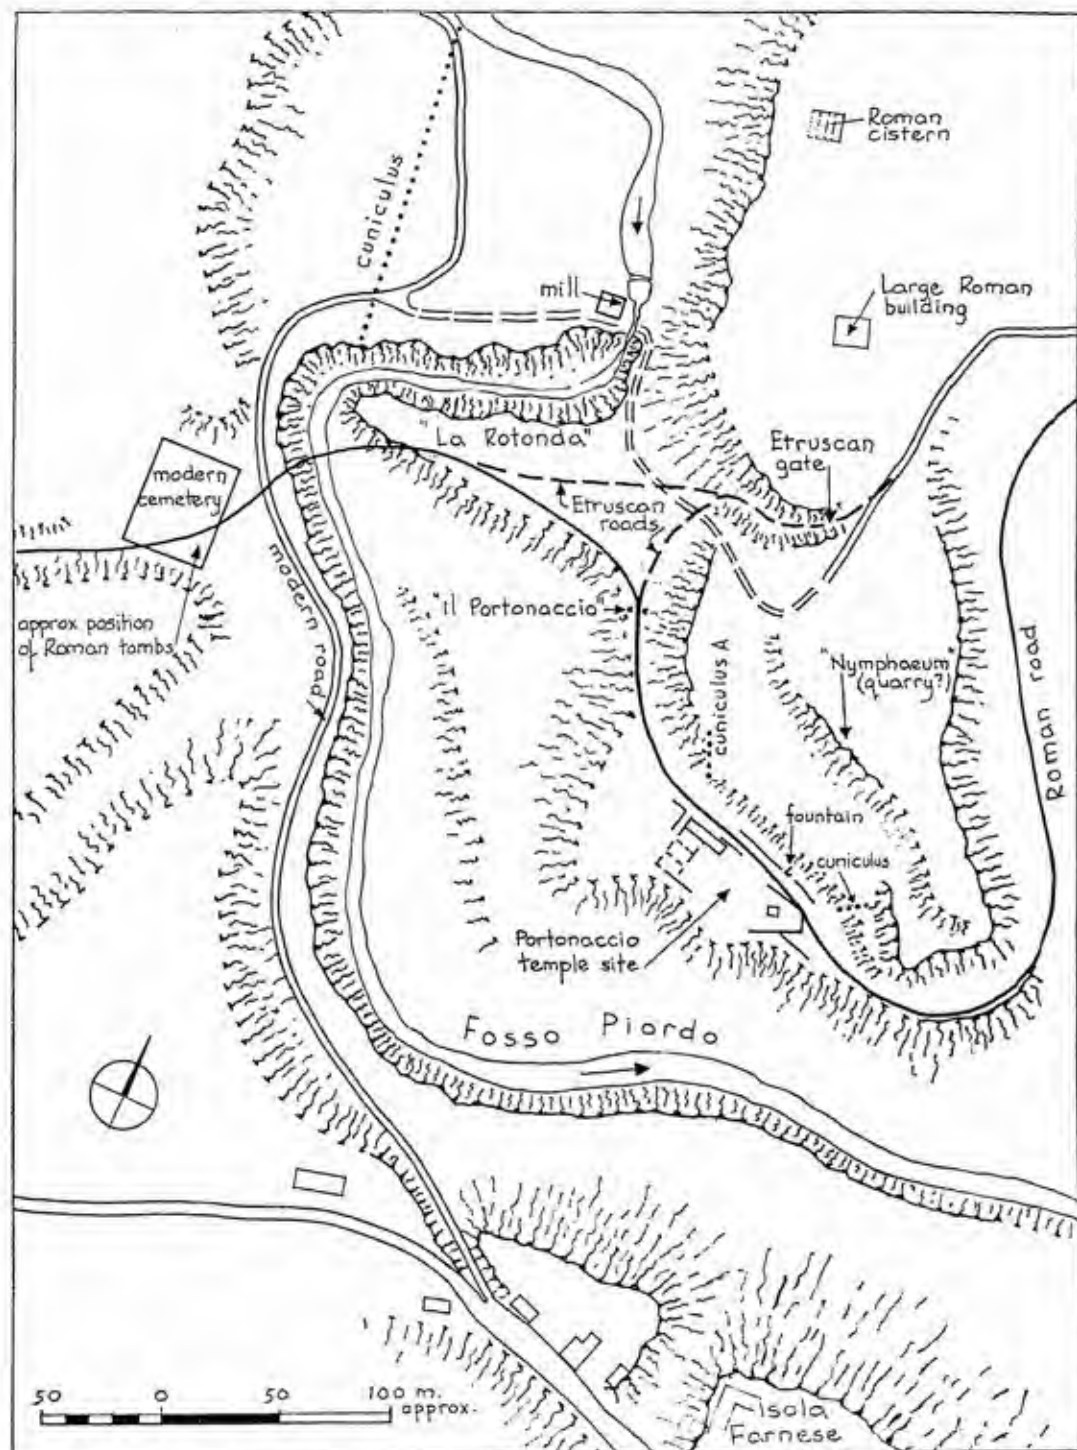 Roman
cistern
cuniculus
mill
Large Roman
building
"La Rotonda"
Etruscan
gate
modern
cemetery
Etruscan
roads
modern road
"Il Portonaccio"
approx position
of Roman tombs
cuniculus A
"Nymphaeum"
(quarry?)
Roman road
fountain
cuniculus
Portonaccio
temple site
Fosso Piordo
50 0 50 100 m.
approx.
Isola
Farnese